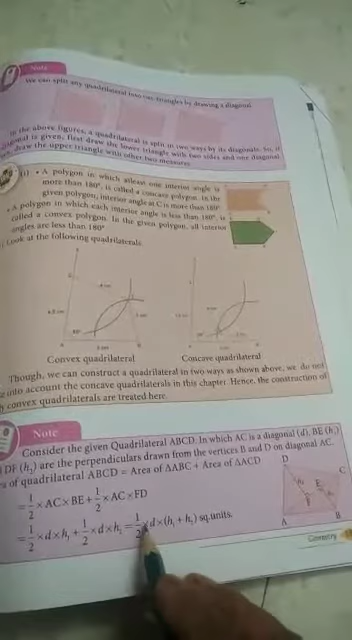 Note
We can split any quadrilateral into two triangles by drawing a diagonal.
In the above figures, a quadrilateral is split in two ways by its diagonals. So, if
diagonal is given, first draw the lower triangle with two sides and one diagonal
draw the upper triangle with other two measures.
(i) • A polygon in which atleast one interior angle is
more than 180°, is called a concave polygon. In the
given polygon, interior angle at C is more than 180°
• A polygon in which each interior angle is less than 180°, is
called a convex polygon. In the given polygon, all interior
angles are less than 180°
Look at the following quadrilaterals.
Convex quadrilateral
Concave quadrilateral
Though, we can construct a quadrilateral in two ways as shown above, we do not
into account the concave quadrilaterals in this chapter. Hence, the construction of
convex quadrilaterals are treated here.
Note
Consider the given Quadrilateral ABCD. In which AC is a diagonal (d). BE (h₁)
DF (h₂) are the perpendiculars drawn from the vertices B and D on diagonal AC.
of quadrilateral ABCD = Area of ΔABC + Area of ΔACD
= 1/2 × AC × BE + 1/2 × AC × FD
= 1/2 × d × h₁ + 1/2 × d × h₂ = 1/2 × d × (h₁ + h₂) sq.units.
D
C
E
F
A
B
Geometry